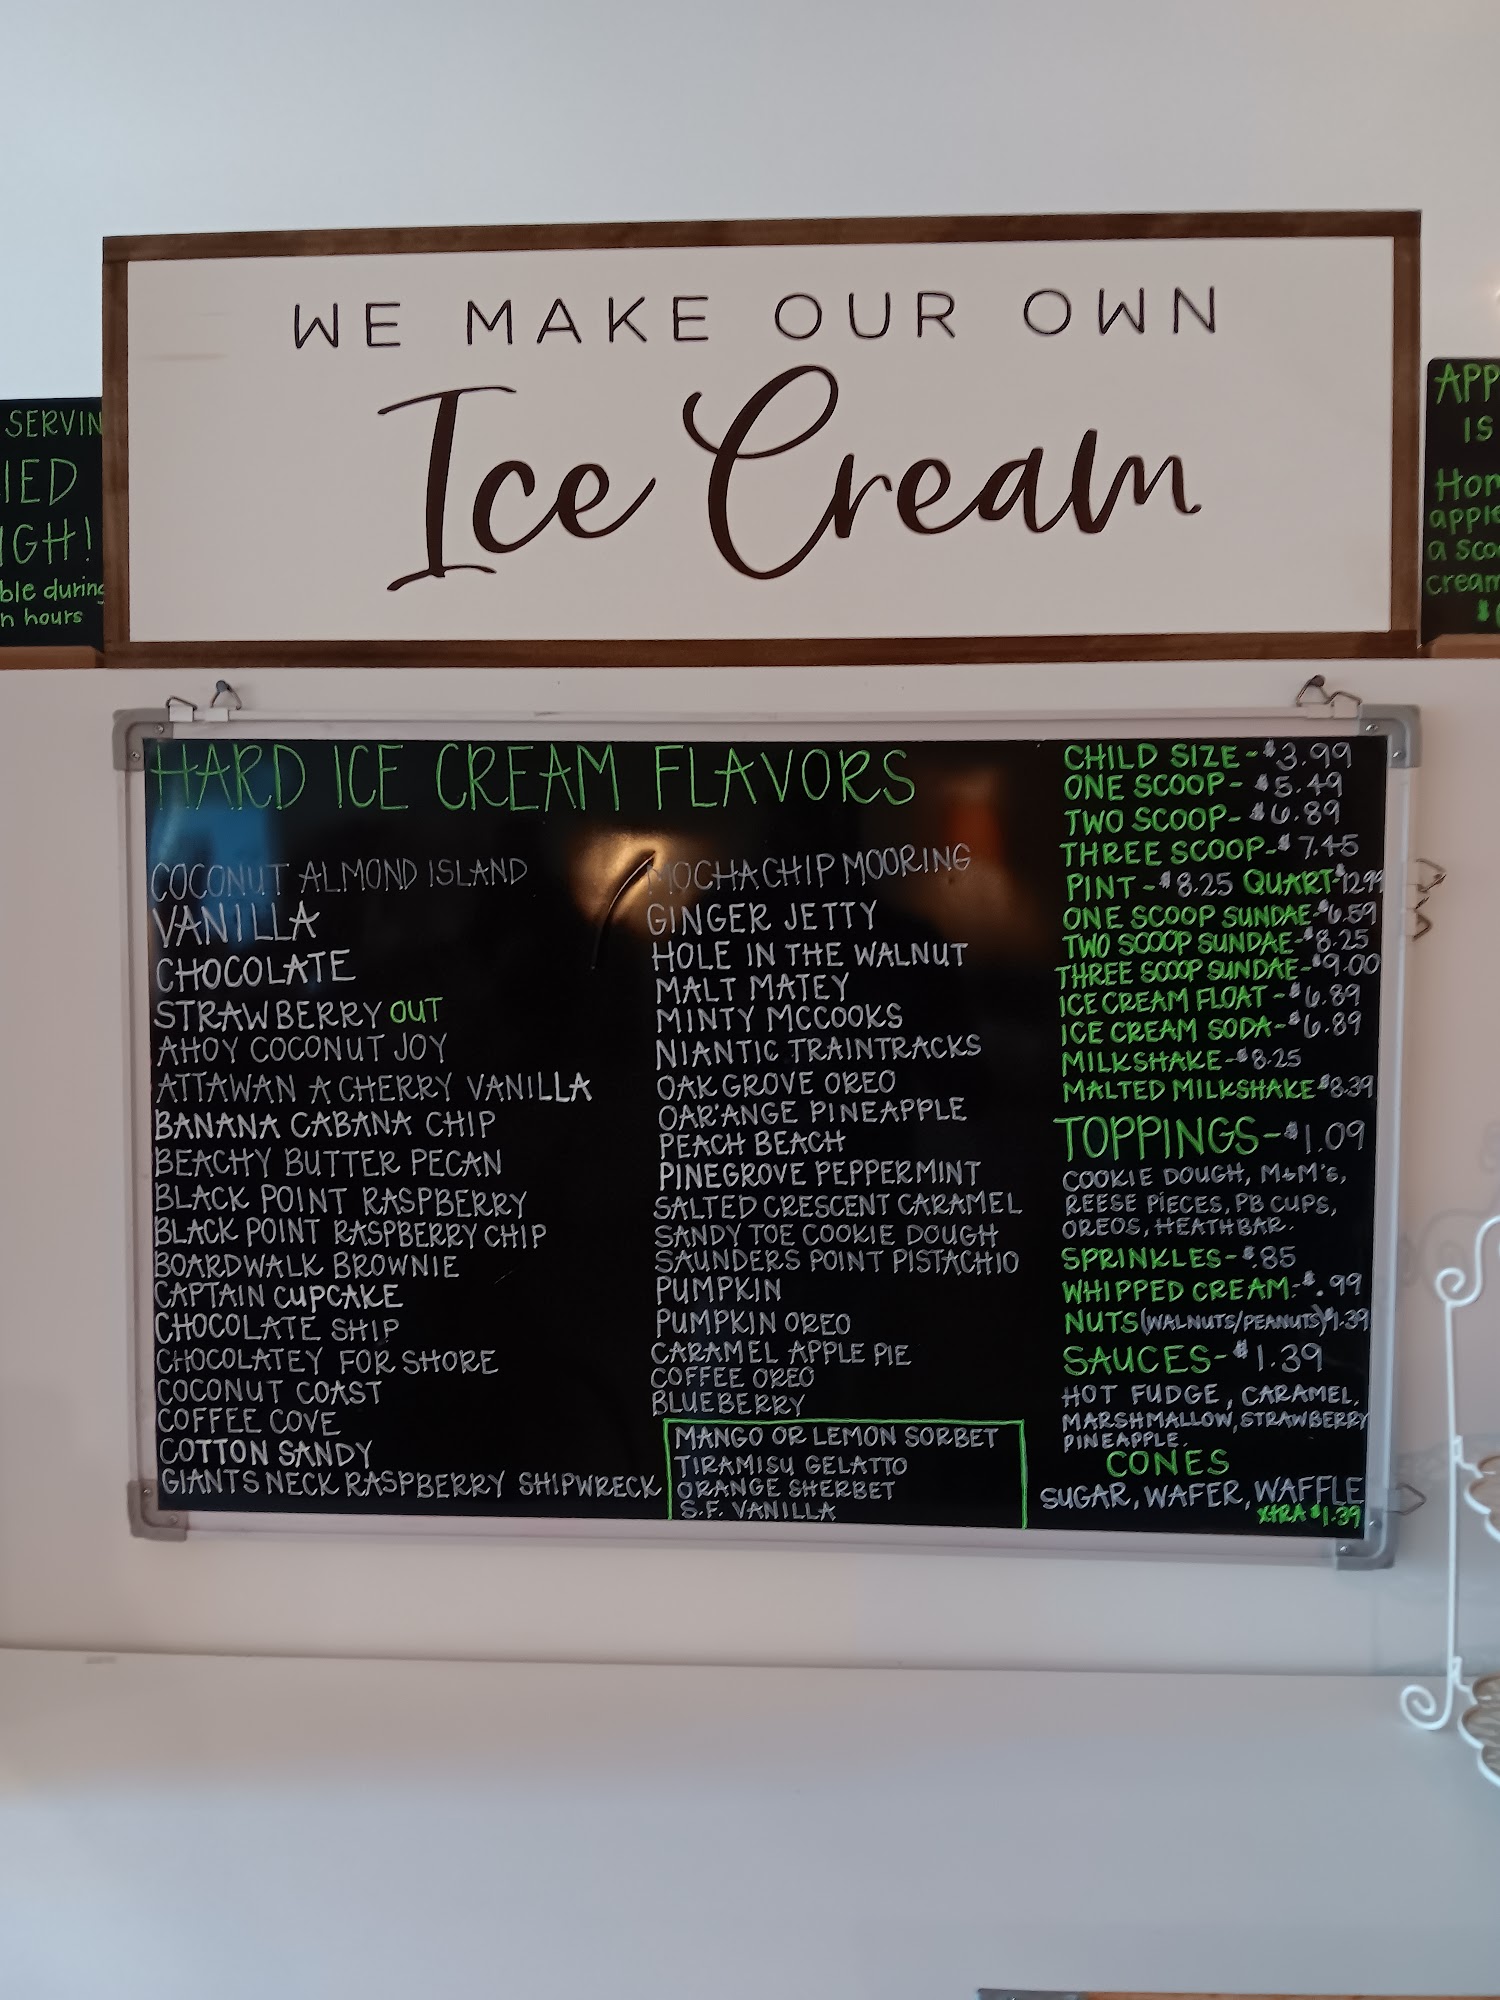 WE MAKE OUR OWN
Ice Cream
SERVIN
IED
IGH!
ble during
n hours
APP
IS
Hom
apple
a sco
cream
HARD ICE CREAM FLAVORS
COCONUT ALMOND ISLAND
VANILLA
CHOCOLATE
STRAWBERRY OUT
AHOY COCONUT JOY
ATTAWAN A CHERRY VANILLA
BANANA CABANA CHIP
BEACHY BUTTER PECAN
BLACK POINT RASPBERRY
BLACK POINT RASPBERRY CHIP
BOARDWALK BROWNIE
CAPTAIN CUPCAKE
CHOCOLATE SHIP
CHOCOLATEY FOR SHORE
COCONUT COAST
COFFEE COVE
COTTON SANDY
GIANTS NECK RASPBERRY SHIPWRECK
MOCHA CHIP MOORING
GINGER JETTY
HOLE IN THE WALNUT
MALT MATEY
MINTY MCCOOKS
NIANTIC TRAINTRACKS
OAK GROVE OREO
OAR'ANGE PINEAPPLE
PEACH BEACH
PINEGROVE PEPPERMINT
SALTED CRESCENT CARAMEL
SANDY TOE COOKIE DOUGH
SAUNDERS POINT PISTACHIO
PUMPKIN
PUMPKIN OREO
CARAMEL APPLE PIE
COFFEE OREO
BLUEBERRY
MANGO OR LEMON SORBET
TIRAMISU GELATTO
ORANGE SHERBET
S.F. VANILLA
CHILD SIZE - $3.99
ONE SCOOP - $5.49
TWO SCOOP - $6.89
THREE SCOOP - $7.45
PINT - $8.25 QUART - $12.99
ONE SCOOP SUNDAE - $6.59
TWO SCOOP SUNDAE - $8.25
THREE SCOOP SUNDAE - $9.00
ICE CREAM FLOAT - $6.89
ICE CREAM SODA - $6.89
MILKSHAKE - $8.25
MALTED MILKSHAKE $8.39
TOPPINGS - $1.09
COOKIE DOUGH, M+M's,
REESE PIECES, PB CUPS,
OREOS, HEATHBAR.
SPRINKLES - $.85
WHIPPED CREAM - $.99
NUTS (WALNUTS/PEANUTS) $1.39
SAUCES - $1.39
HOT FUDGE, CARAMEL,
MARSHMALLOW, STRAWBERRY
PINEAPPLE.
CONES
SUGAR, WAFER, WAFFLE
XTRA $1.39